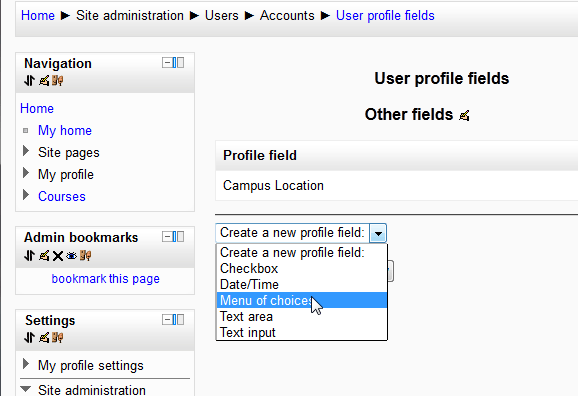 Home ► Site administration ► Users ► Accounts ► User profile fields
Navigation
Home
My home
Site pages
My profile
Courses
Admin bookmarks
bookmark this page
Settings
My profile settings
Site administration
User profile fields
Other fields
Profile field
Campus Location
Create a new profile field:
Create a new profile field:
Checkbox
Date/Time
Menu of choices
Text area
Text input